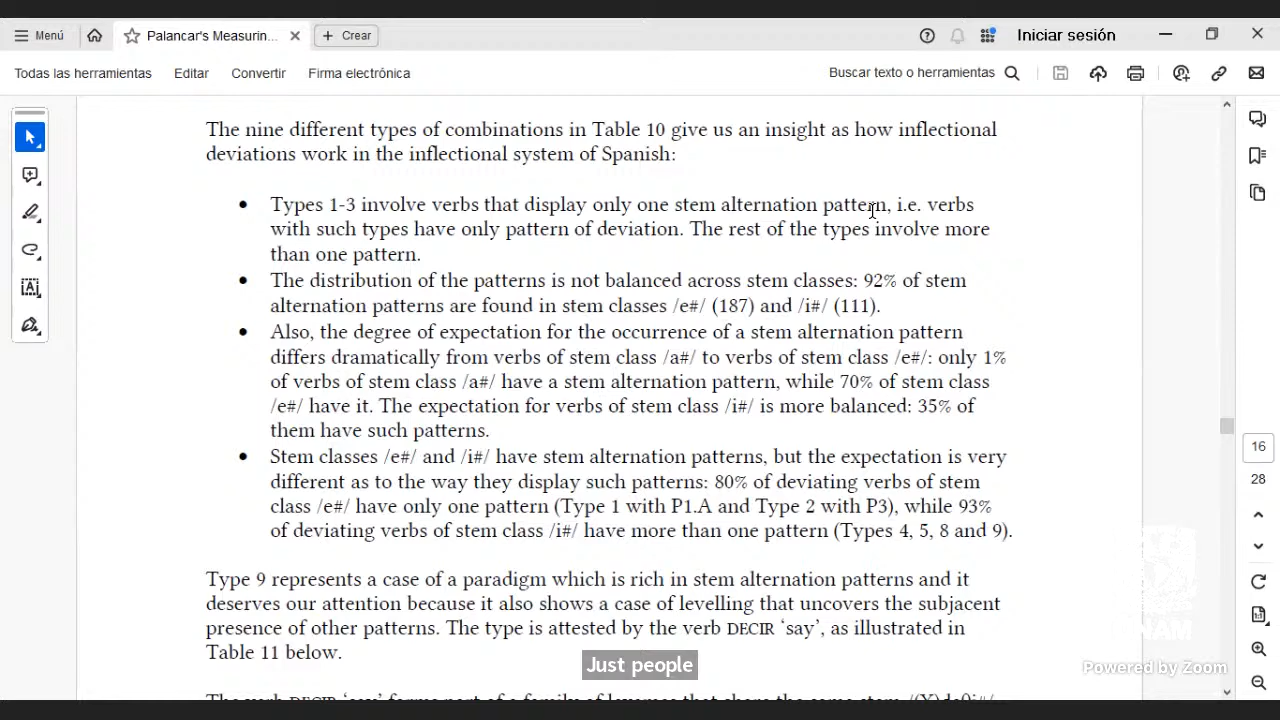 Menú
Palancar's Measurin...
Crear
Iniciar sesión
Todas las herramientas
Editar
Convertir
Firma electrónica
Buscar texto o herramientas
The nine different types of combinations in Table 10 give us an insight as how inflectional
deviations work in the inflectional system of Spanish:
• Types 1-3 involve verbs that display only one stem alternation pattern, i.e. verbs
with such types have only pattern of deviation. The rest of the types involve more
than one pattern.
• The distribution of the patterns is not balanced across stem classes: 92% of stem
alternation patterns are found in stem classes /e#/ (187) and /i#/ (111).
• Also, the degree of expectation for the occurrence of a stem alternation pattern
differs dramatically from verbs of stem class /a#/ to verbs of stem class /e#/: only 1%
of verbs of stem class /a#/ have a stem alternation pattern, while 70% of stem class
/e#/ have it. The expectation for verbs of stem class /i#/ is more balanced: 35% of
them have such patterns.
• Stem classes /e#/ and /i#/ have stem alternation patterns, but the expectation is very
different as to the way they display such patterns: 80% of deviating verbs of stem
class /e#/ have only one pattern (Type 1 with P1.A and Type 2 with P3), while 93%
of deviating verbs of stem class /i#/ have more than one pattern (Types 4, 5, 8 and 9).
Type 9 represents a case of a paradigm which is rich in stem alternation patterns and it
deserves our attention because it also shows a case of levelling that uncovers the subjacent
presence of other patterns. The type is attested by the verb DECIR ‘say’, as illustrated in
Table 11 below.
Just people
16
28
Powered by Zoom